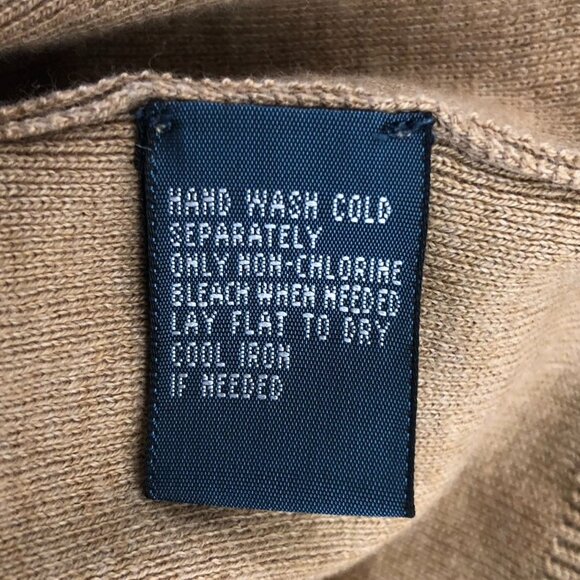 HAND WASH COLD
SEPARATELY
ONLY NON-CHLORINE
BLEACH WHEN NEEDED
LAY FLAT TO DRY
COOL IRON
IF NEEDED